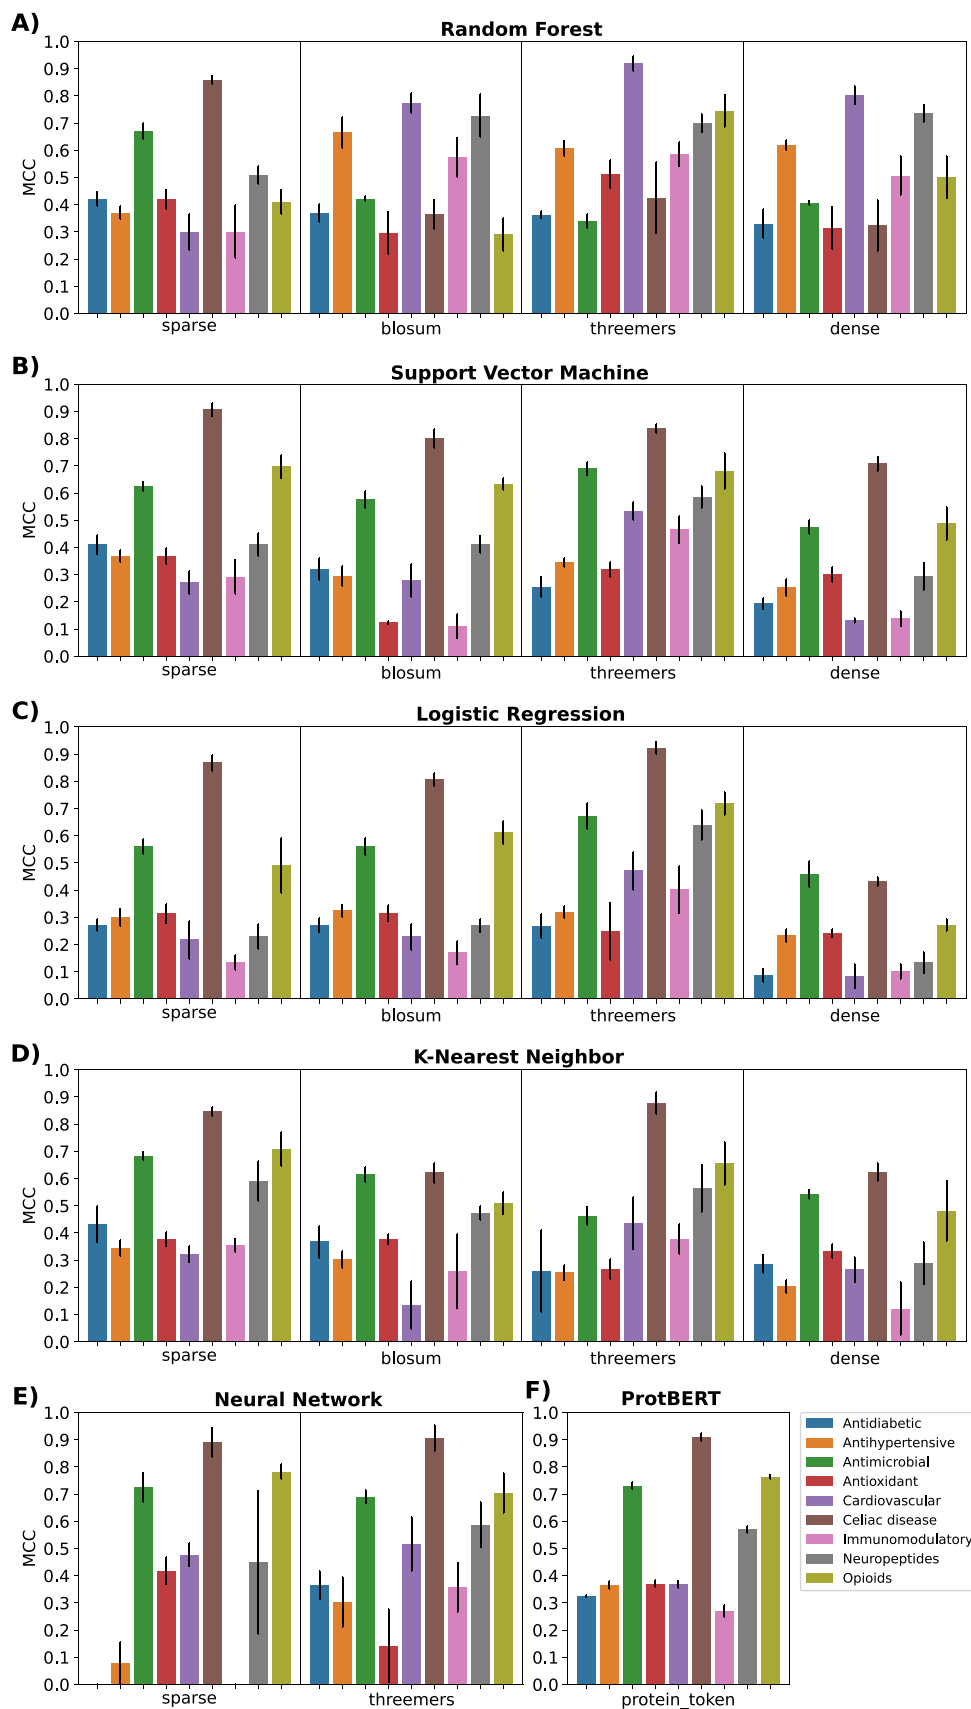 A)
Random Forest
1.0
0.9
0.8
0.7
0.6
0.5
0.4
0.3
0.2
0.1
0.0
MCC
sparse
blosum
threemers
dense
B)
Support Vector Machine
1.0
0.9
0.8
0.7
0.6
0.5
0.4
0.3
0.2
0.1
0.0
MCC
sparse
blosum
threemers
dense
C)
Logistic Regression
1.0
0.9
0.8
0.7
0.6
0.5
0.4
0.3
0.2
0.1
0.0
MCC
sparse
blosum
threemers
dense
D)
K-Nearest Neighbor
1.0
0.9
0.8
0.7
0.6
0.5
0.4
0.3
0.2
0.1
0.0
MCC
sparse
blosum
threemers
dense
E)
Neural Network
1.0
0.9
0.8
0.7
0.6
0.5
0.4
0.3
0.2
0.1
0.0
MCC
sparse
threemers
F)
ProtBERT
1.0
0.9
0.8
0.7
0.6
0.5
0.4
0.3
0.2
0.1
0.0
protein_token
Antidiabetic
Antihypertensive
Antimicrobial
Antioxidant
Cardiovascular
Celiac disease
Immunomodulatory
Neuropeptides
Opioids